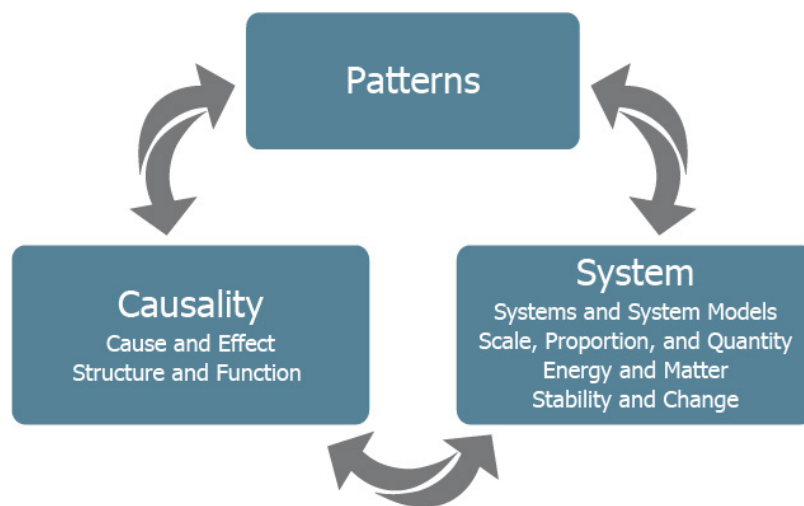 Patterns
Causality
Cause and Effect
Structure and Function
System
Systems and System Models
Scale, Proportion, and Quantity
Energy and Matter
Stability and Change